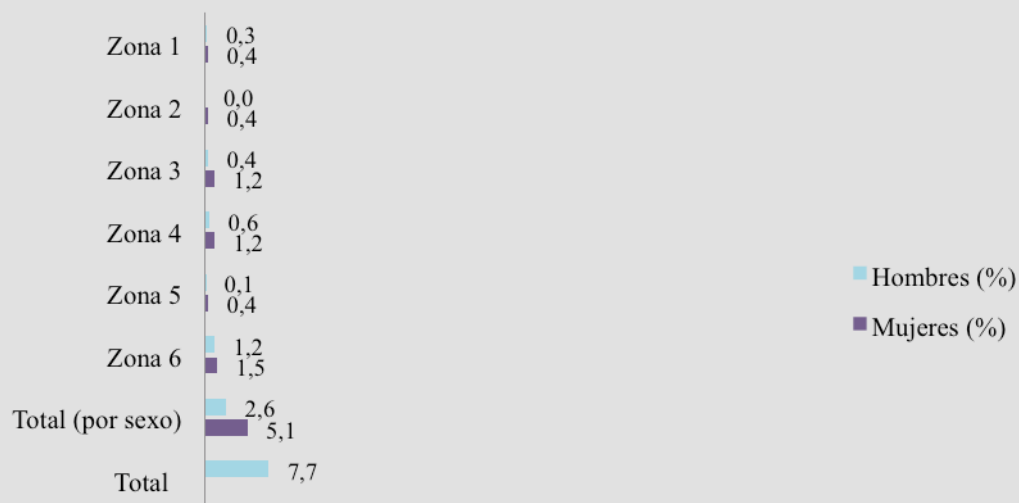 Zona 1
0,3
0,4
Zona 2
0,0
0,4
Zona 3
0,4
1,2
Zona 4
0,6
1,2
Zona 5
0,1
0,4
Zona 6
1,2
1,5
Total (por sexo)
2,6
5,1
Total
7,7
Hombres (%)
Mujeres (%)